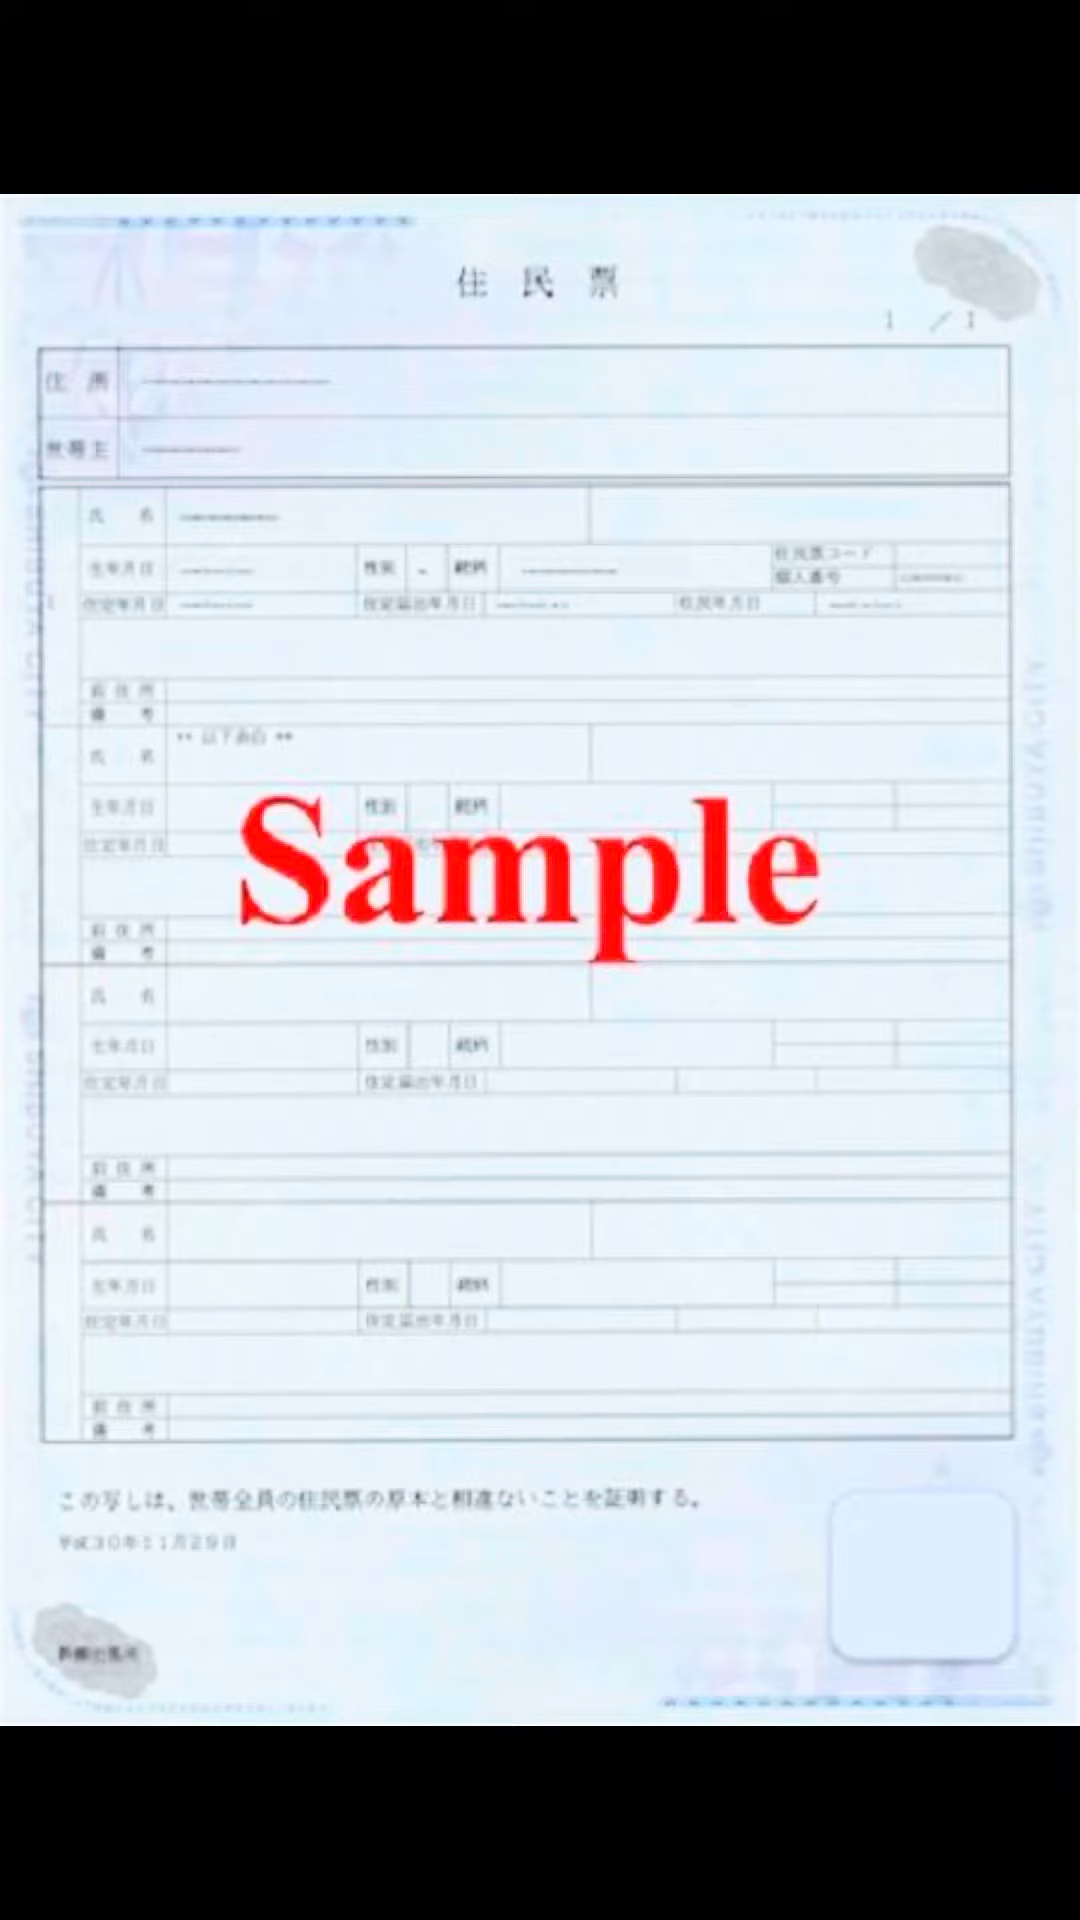 住民票
1 / 1
住所
世帯主
氏名
生年月日 性別 続柄 住民票コード
個人番号
1 住定年月日 住定届出年月日 住民年月日
前住所
備考
氏名 ** 以下余白 **
生年月日 性別 続柄
住定年月日
Sample
前住所
備考
氏名
生年月日 性別 続柄
住定年月日 住定届出年月日
前住所
備考
氏名
生年月日 性別 続柄
住定年月日 住定届出年月日
前住所
備考
この写しは、世帯全員の住民票の原本と相違ないことを証明する。
平成30年11月29日
SHIBUYA CITY
SHIBUYA CITY
SHIBUYA CITY
SHIBUYA CITY